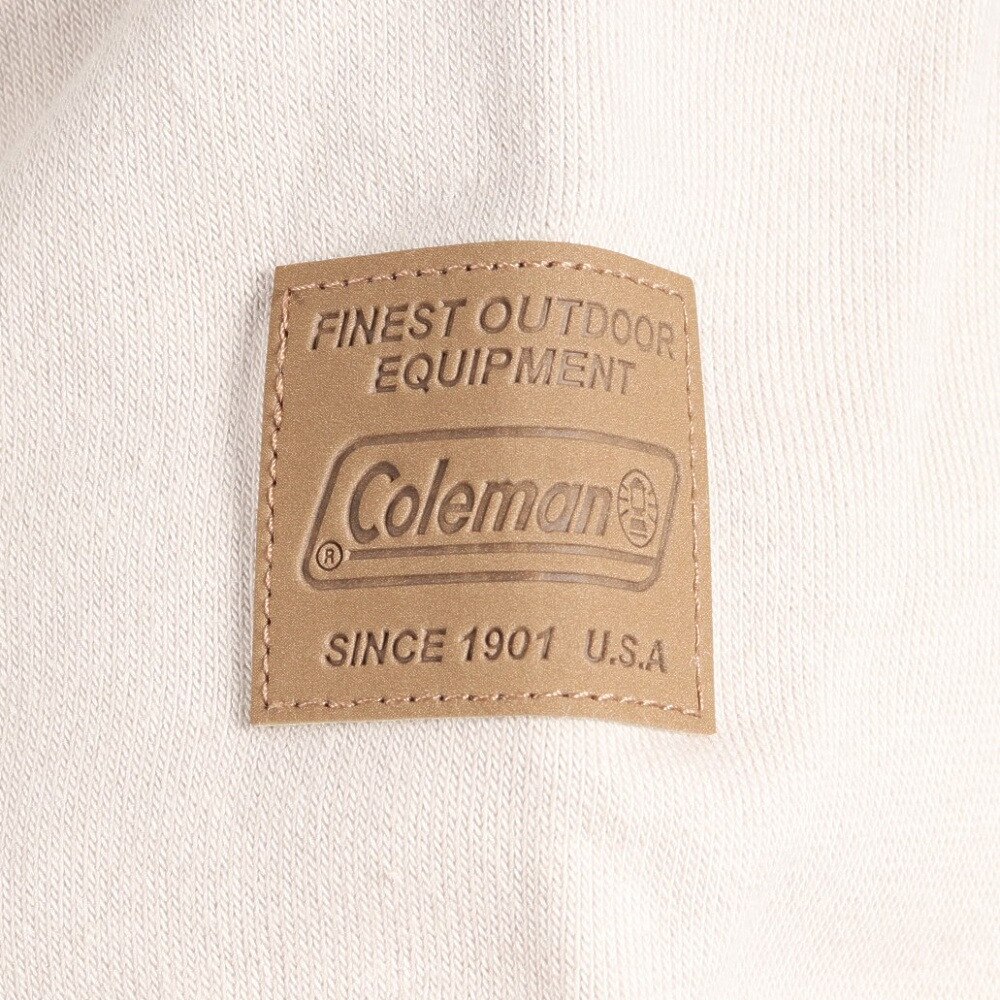 FINEST OUTDOOR
EQUIPMENT
Coleman
®
SINCE 1901 U.S.A